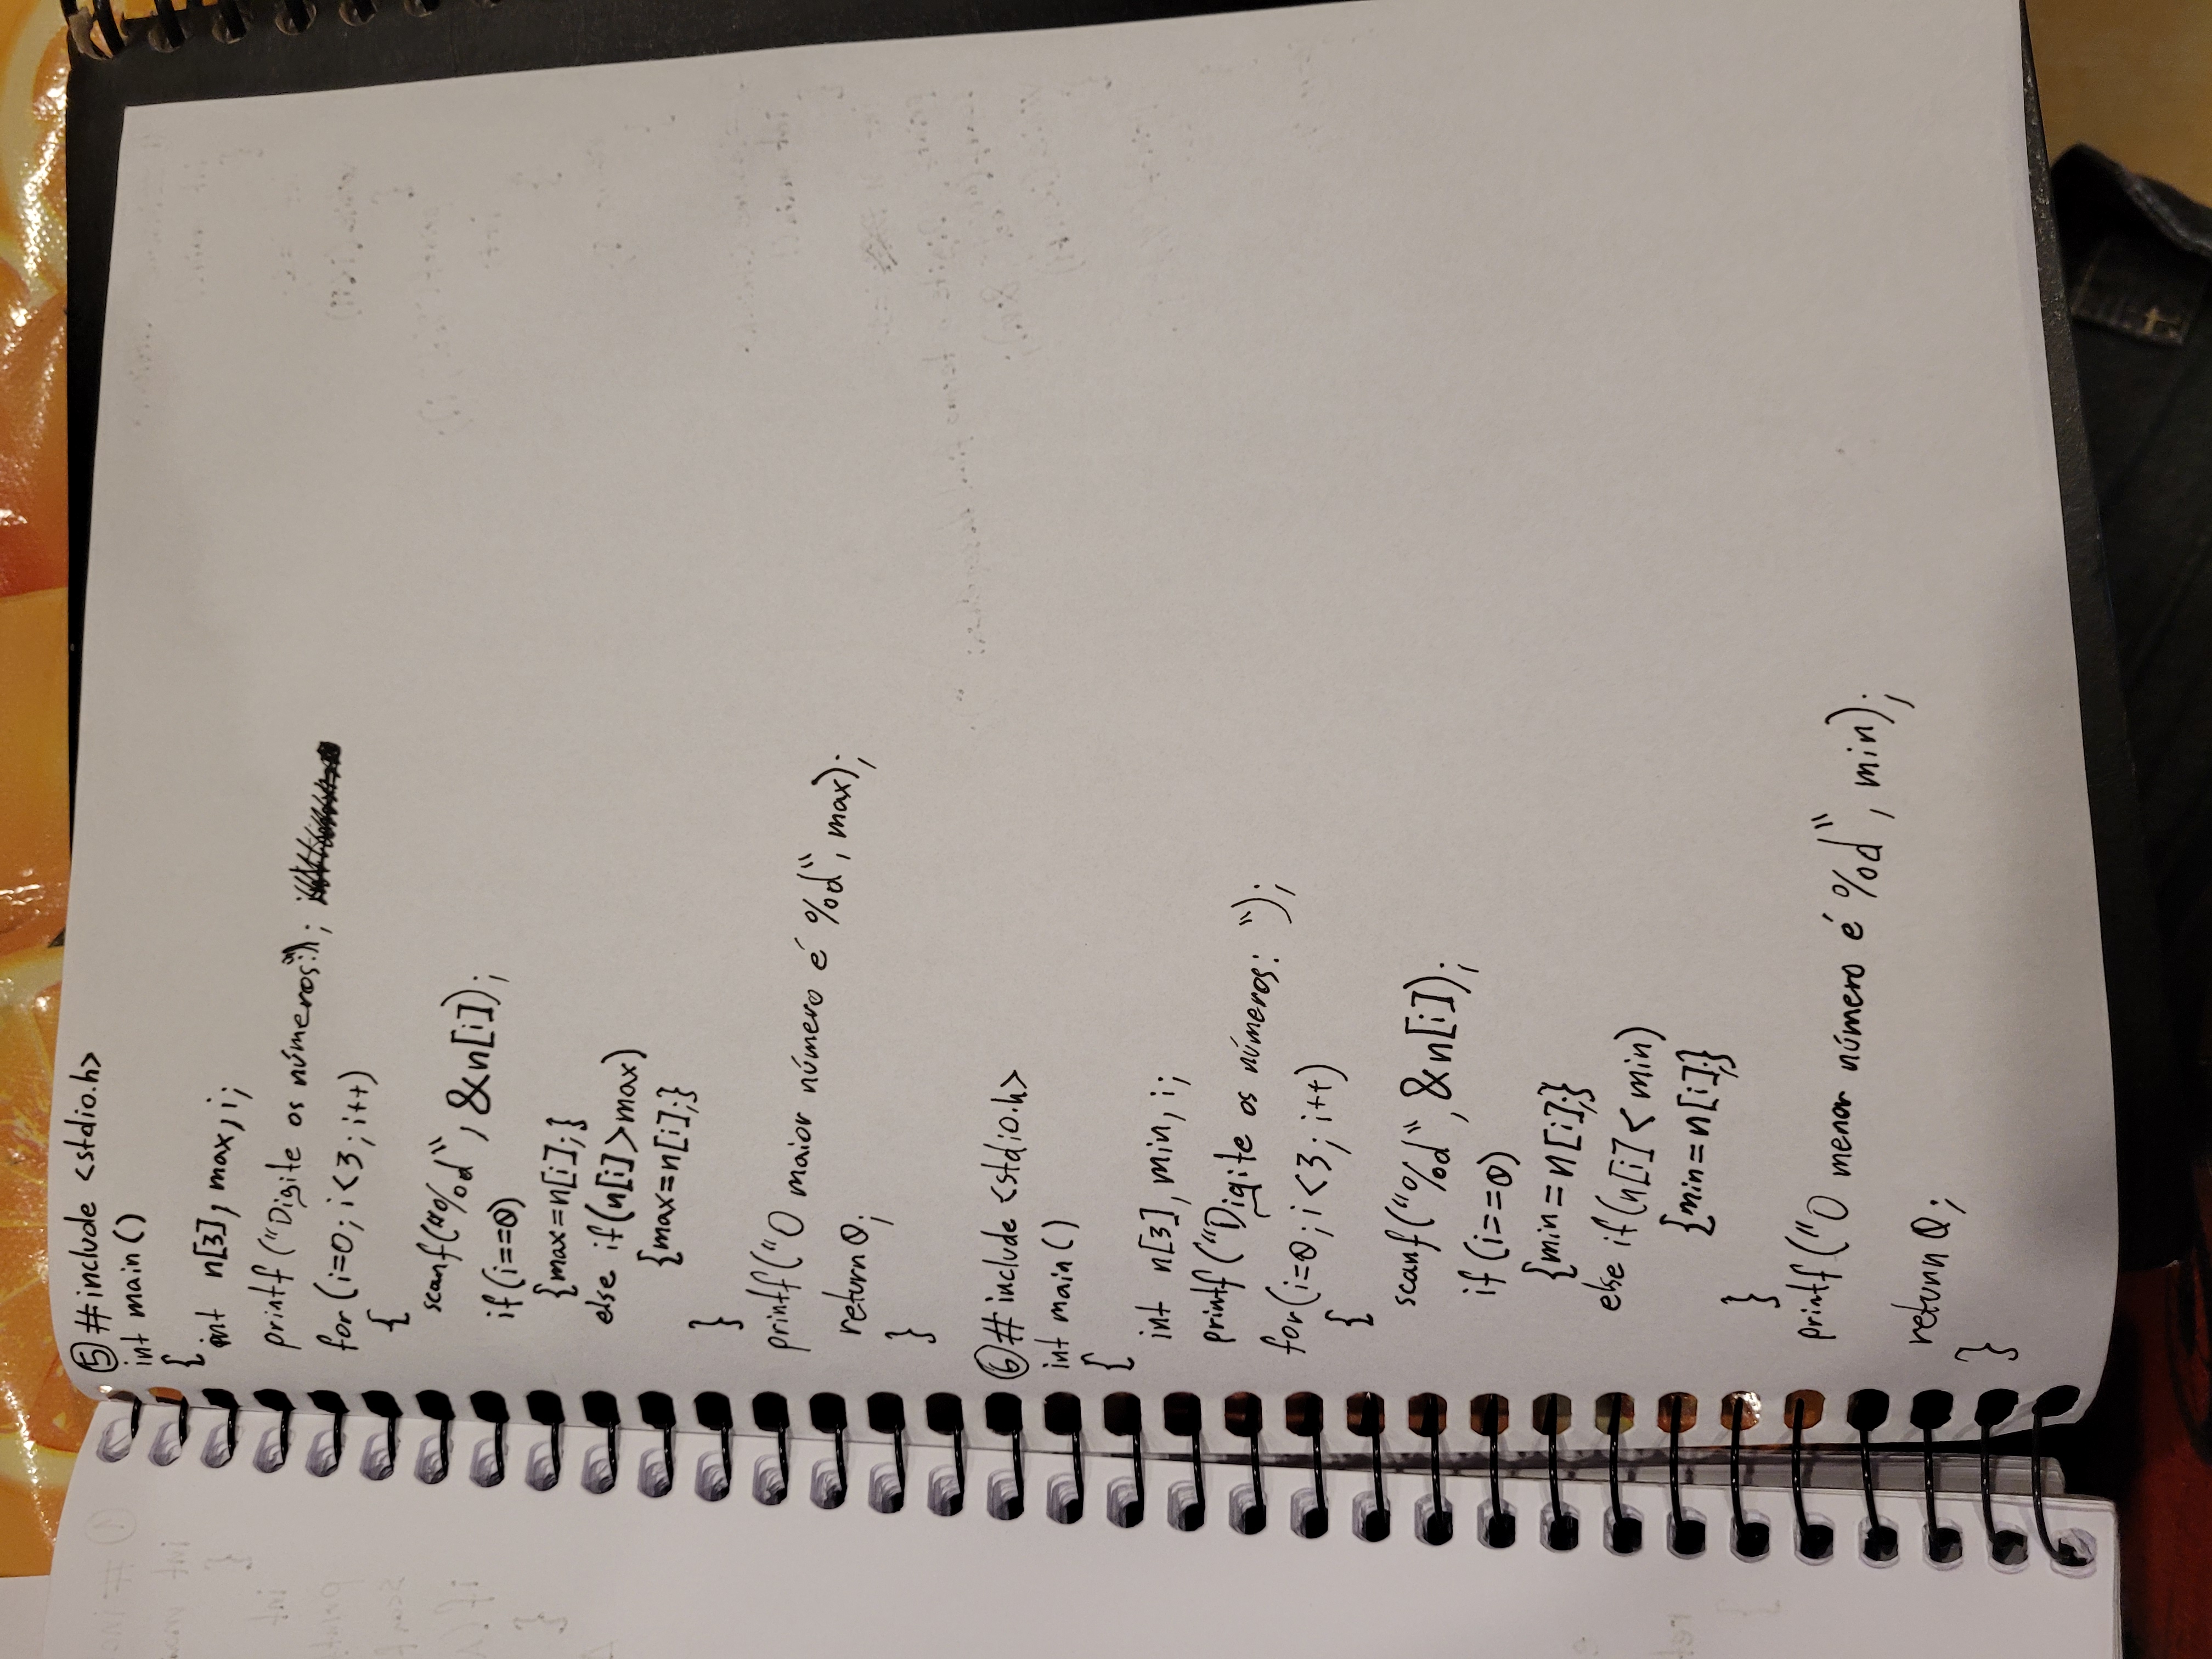 ⑤ #include <stdio.h>
int main()
{
int n[3], max, i;
printf("Digite os números:");
for(i=0; i<3; i++)
{
scanf("%d", &n[i]);
if(i==0)
{max=n[i];}
else if(n[i]>max)
{max=n[i];}
}
printf("O maior número é %d", max);
return 0;
}
⑥ #include <stdio.h>
int main()
{
int n[3], min, i;
printf("Digite os números: ");
for(i=0; i<3; i++)
{
scanf("%d", &n[i]);
if(i==0)
{min=n[i];}
else if(n[i]<min)
{min=n[i];}
}
printf("O menor número é %d", min);
return 0;
}